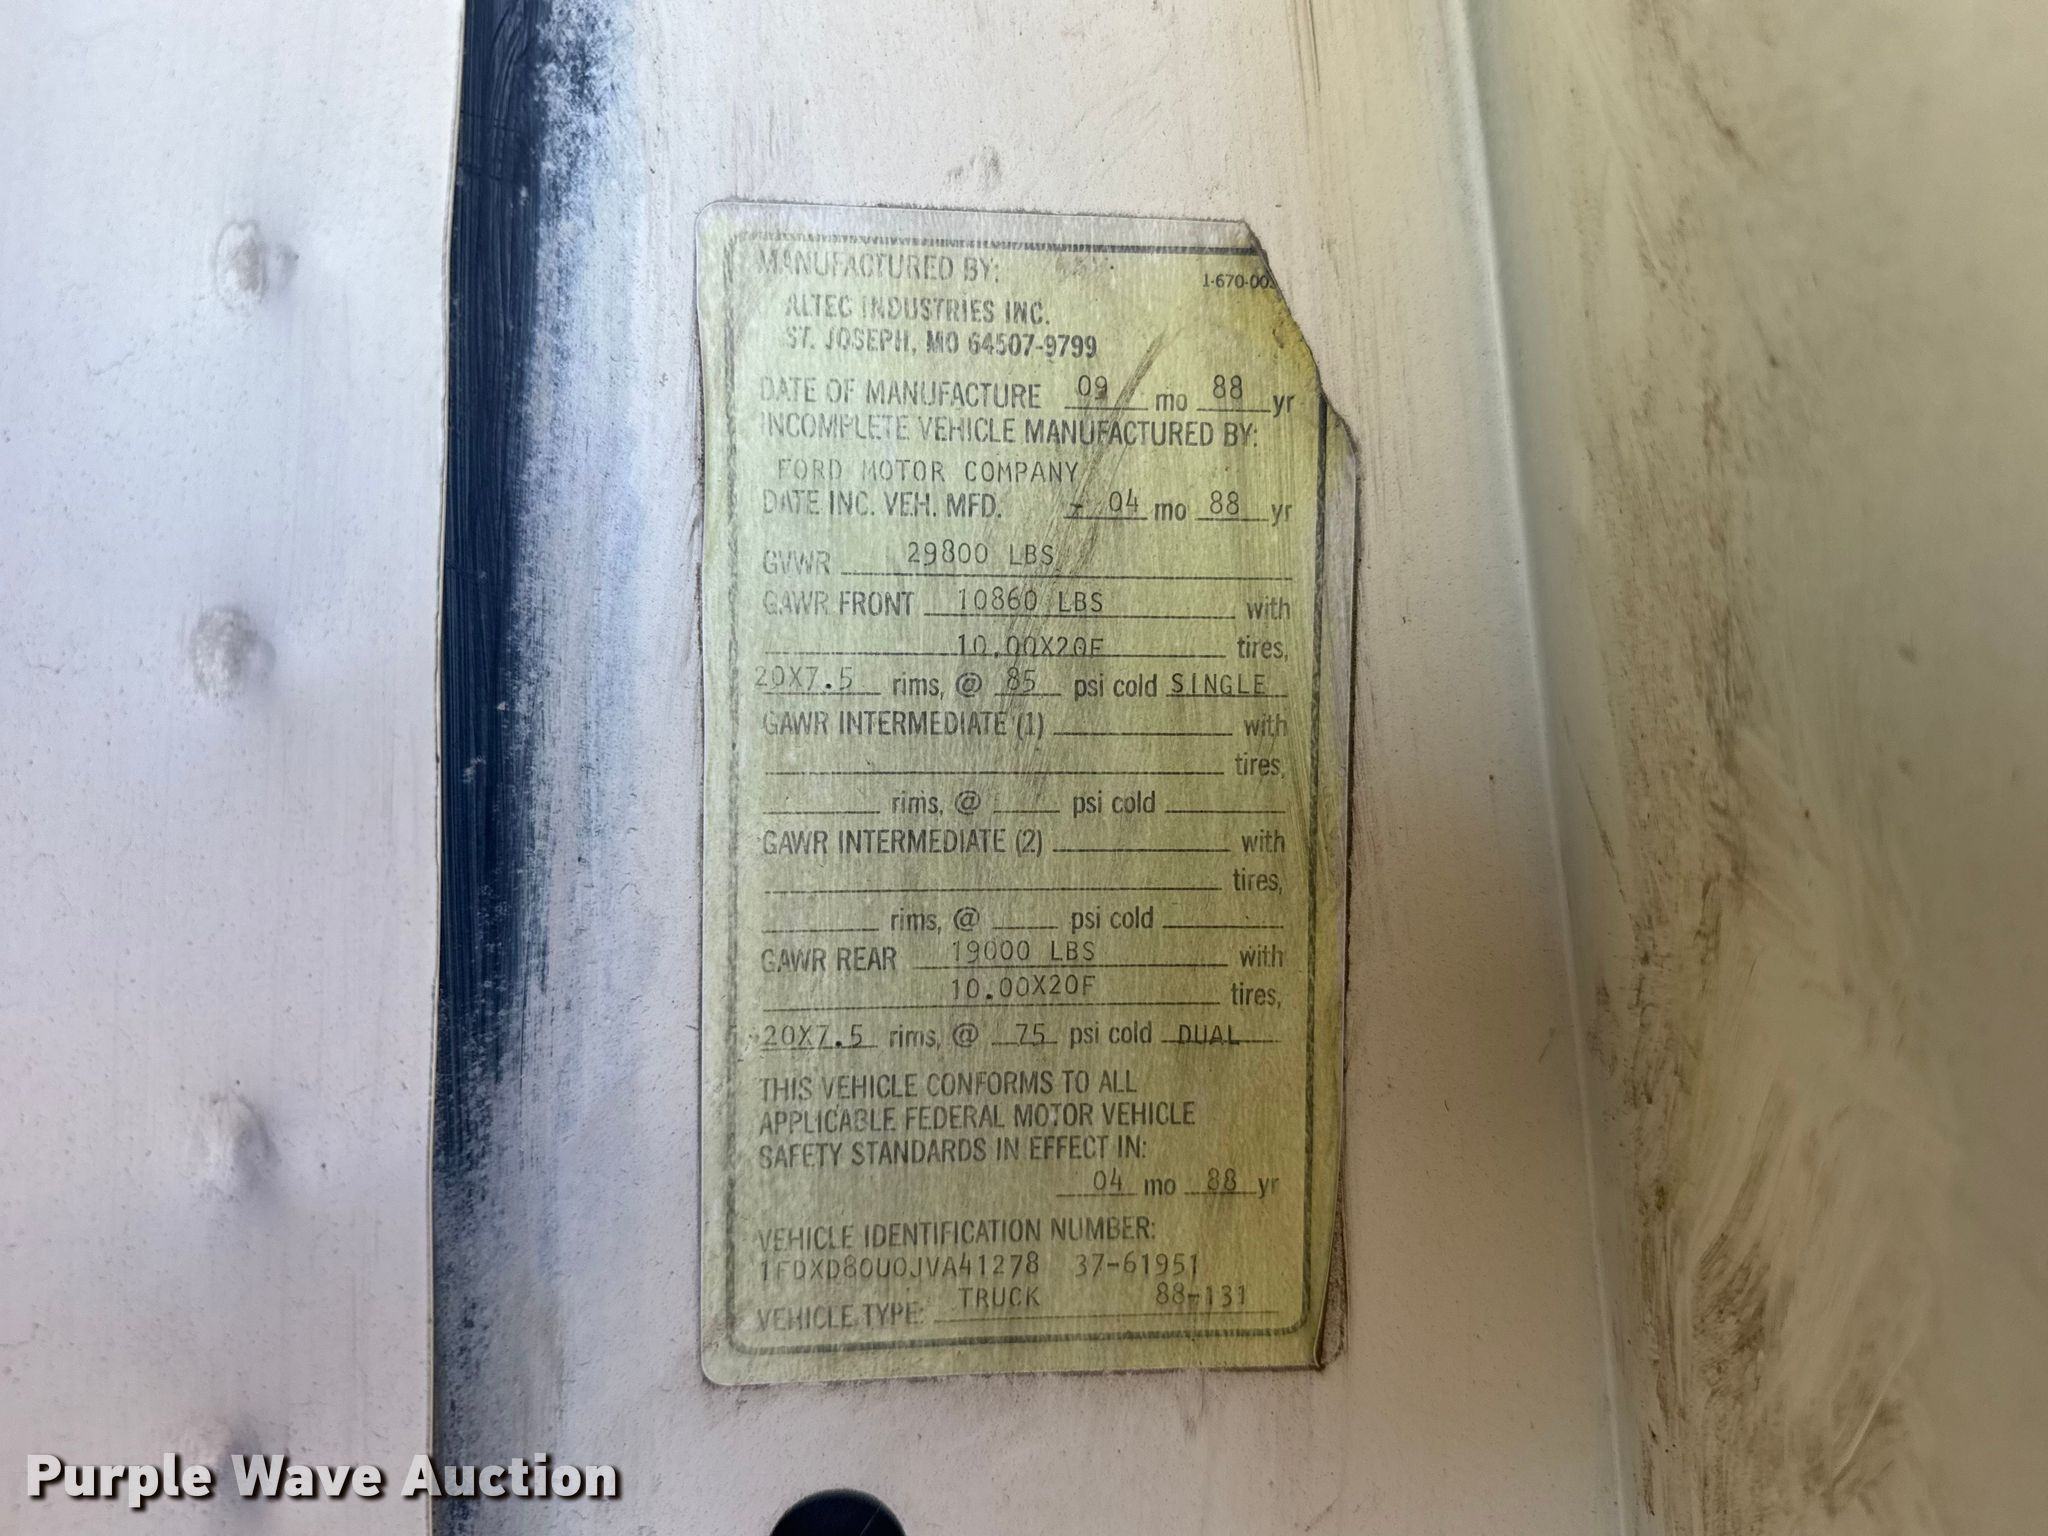 MANUFACTURED BY:
1-670-00
ALTEC INDUSTRIES INC.
ST. JOSEPH, MO 64507-9799
DATE OF MANUFACTURE 09 mo 88 yr
INCOMPLETE VEHICLE MANUFACTURED BY:
FORD MOTOR COMPANY
DATE INC. VEH. MFD. - 04 mo 88 yr
GVWR 29800 LBS
GAWR FRONT 10860 LBS with
10.00X20F tires,
20X7.5 rims, @ 85 psi cold SINGLE
GAWR INTERMEDIATE (1) with
tires,
rims, @ psi cold
GAWR INTERMEDIATE (2) with
tires,
rims, @ psi cold
GAWR REAR 19000 LBS with
10.00X20F tires,
20X7.5 rims, @ 75 psi cold DUAL
THIS VEHICLE CONFORMS TO ALL
APPLICABLE FEDERAL MOTOR VEHICLE
SAFETY STANDARDS IN EFFECT IN:
04 mo 88 yr
VEHICLE IDENTIFICATION NUMBER:
1FDXD80U0JVA41278 37-61951
VEHICLE TYPE: TRUCK 88-131
Purple Wave Auction